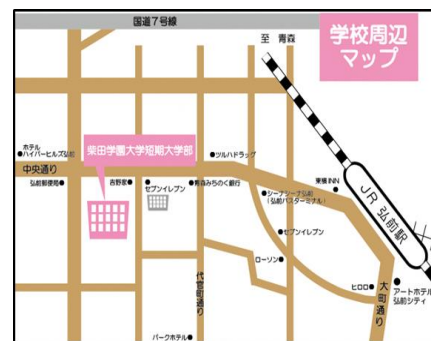 国道7号線
至 青森
学校周辺
マップ
ホテル
ハイパーヒルズ弘前
柴田学園大学短期大学部
ツルハドラッグ
中央通り
弘前郵便局
吉野家
セブンイレブン
青森みちのく銀行
東横INN
シーナシーナ弘前
(弘前バスターミナル)
JR 弘前駅
セブンイレブン
ローソン
代官町通り
ヒロロ
大町通り
アートホテル
弘前シティ
パークホテル